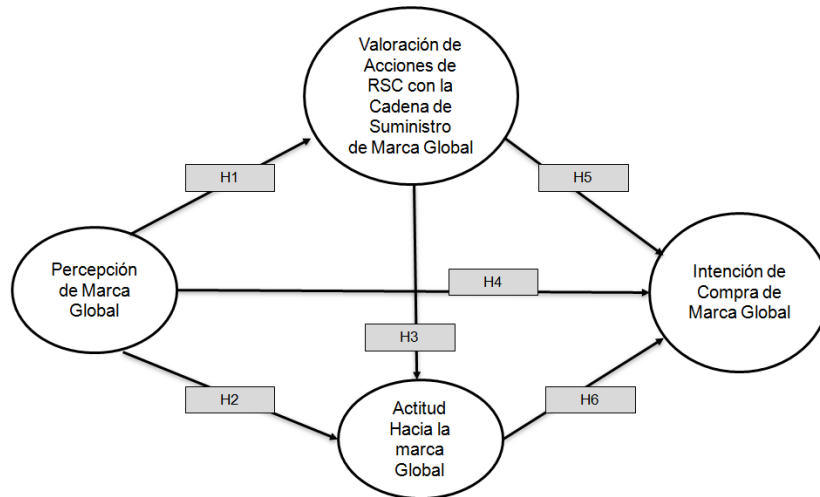 Valoración de
Acciones de
RSC con la
Cadena de
Suministro
de Marca Global
H1
H5
Percepción
de Marca
Global
H4
Intención de
Compra de
Marca Global
H3
H2
H6
Actitud
Hacia la
marca
Global